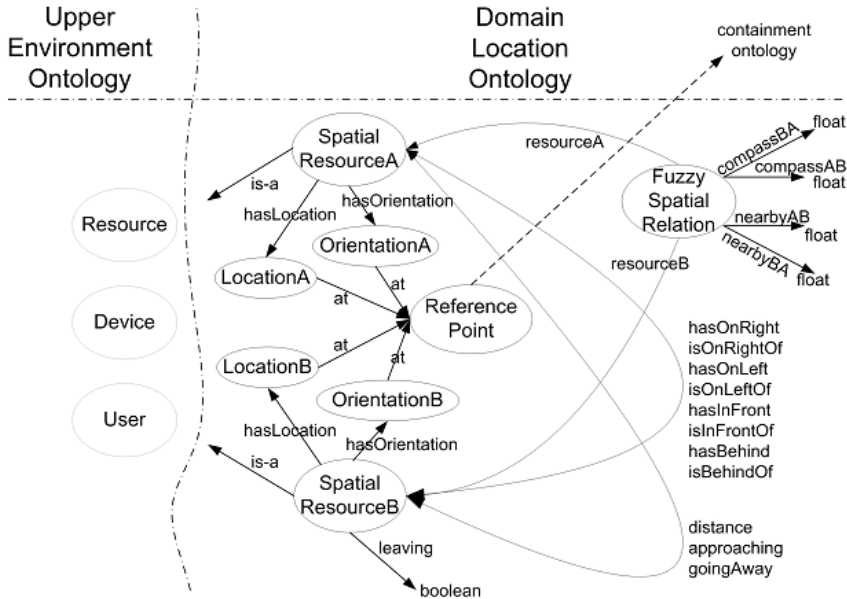 Upper
Environment
Ontology
Domain
Location
Ontology
containment
ontology
Spatial
ResourceA
resourceA
compassBA
float
compassAB
float
Fuzzy
Spatial
Relation
nearbyAB
float
nearbyBA
float
resourceB
is-a
hasLocation
hasOrientation
Resource
OrientationA
LocationA
at
at
Reference
Point
Device
at
at
LocationB
OrientationB
User
hasLocation
hasOrientation
is-a
Spatial
ResourceB
hasOnRight
isOnRightOf
hasOnLeft
isOnLeftOf
hasInFront
isInFrontOf
hasBehind
isBehindOf
distance
approaching
goingAway
leaving
boolean